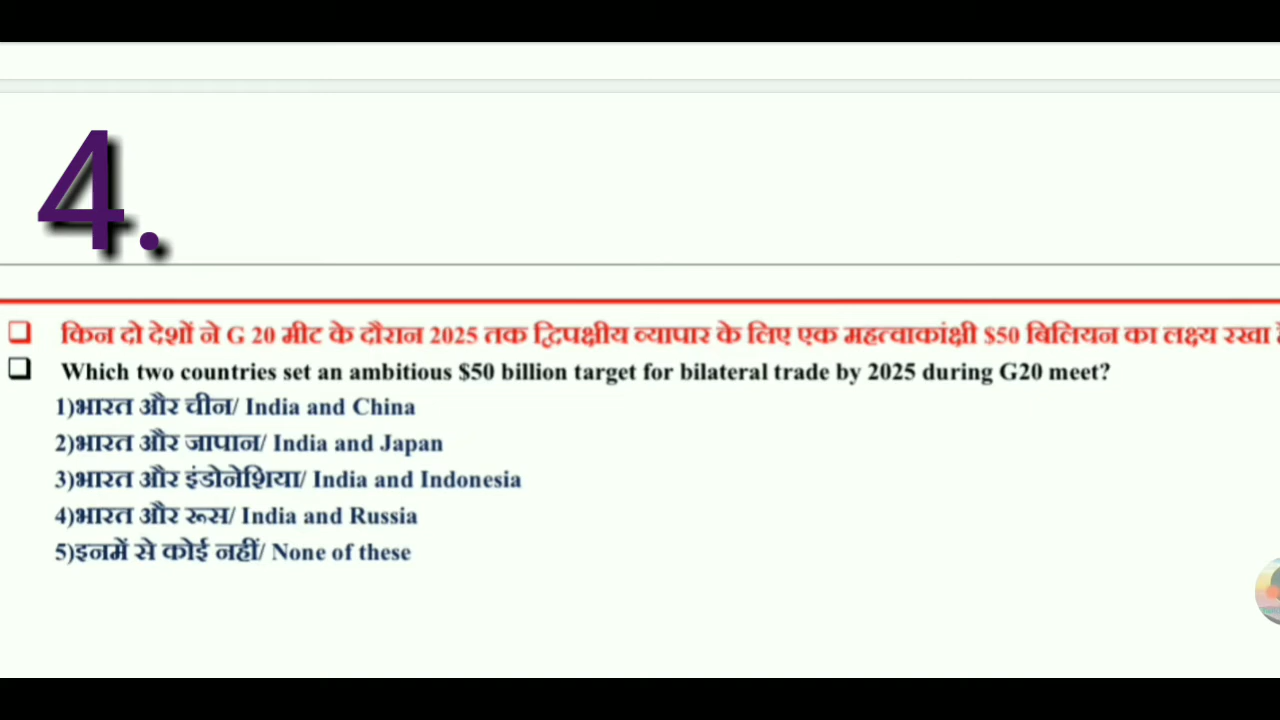 4.
❑ किन दो देशों ने G 20 मीट के दौरान 2025 तक द्विपक्षीय व्यापार के लिए एक महत्वाकांक्षी $50 बिलियन का लक्ष्य रखा
❑ Which two countries set an ambitious $50 billion target for bilateral trade by 2025 during G20 meet?
1)भारत और चीन/ India and China
2)भारत और जापान/ India and Japan
3)भारत और इंडोनेशिया/ India and Indonesia
4)भारत और रूस/ India and Russia
5)इनमें से कोई नहीं/ None of these